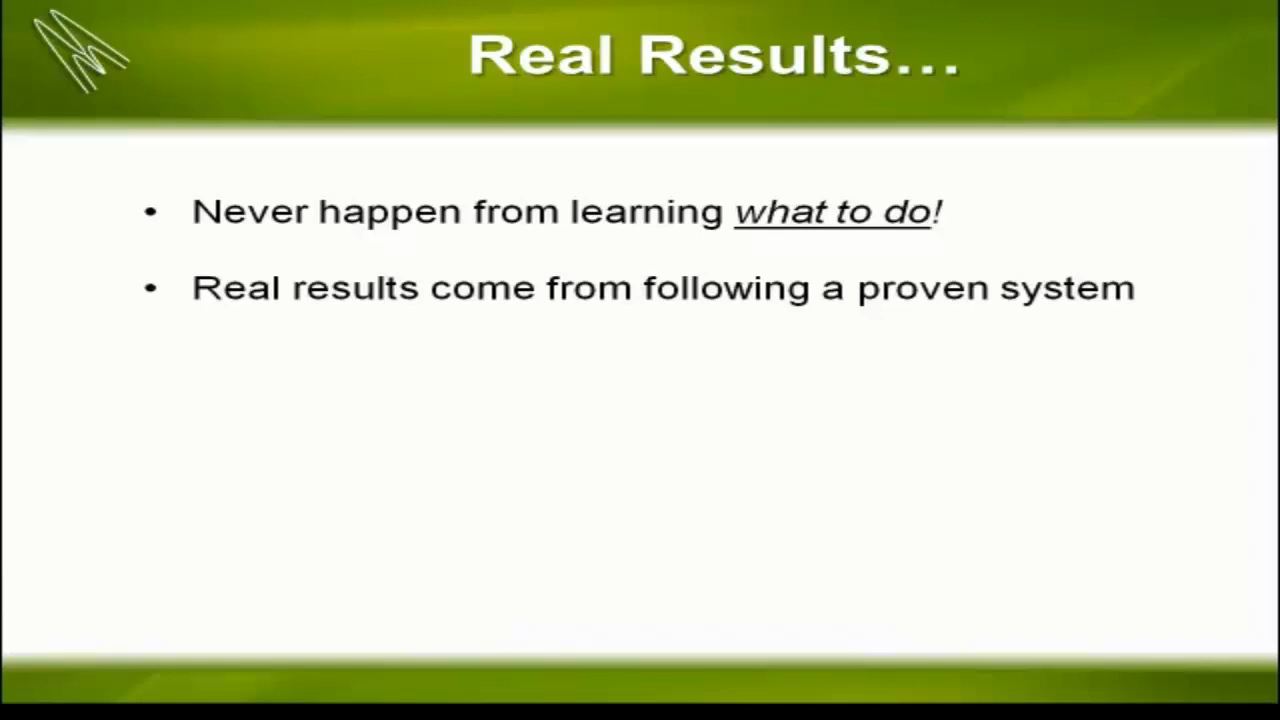 Real Results...
• Never happen from learning what to do!
• Real results come from following a proven system